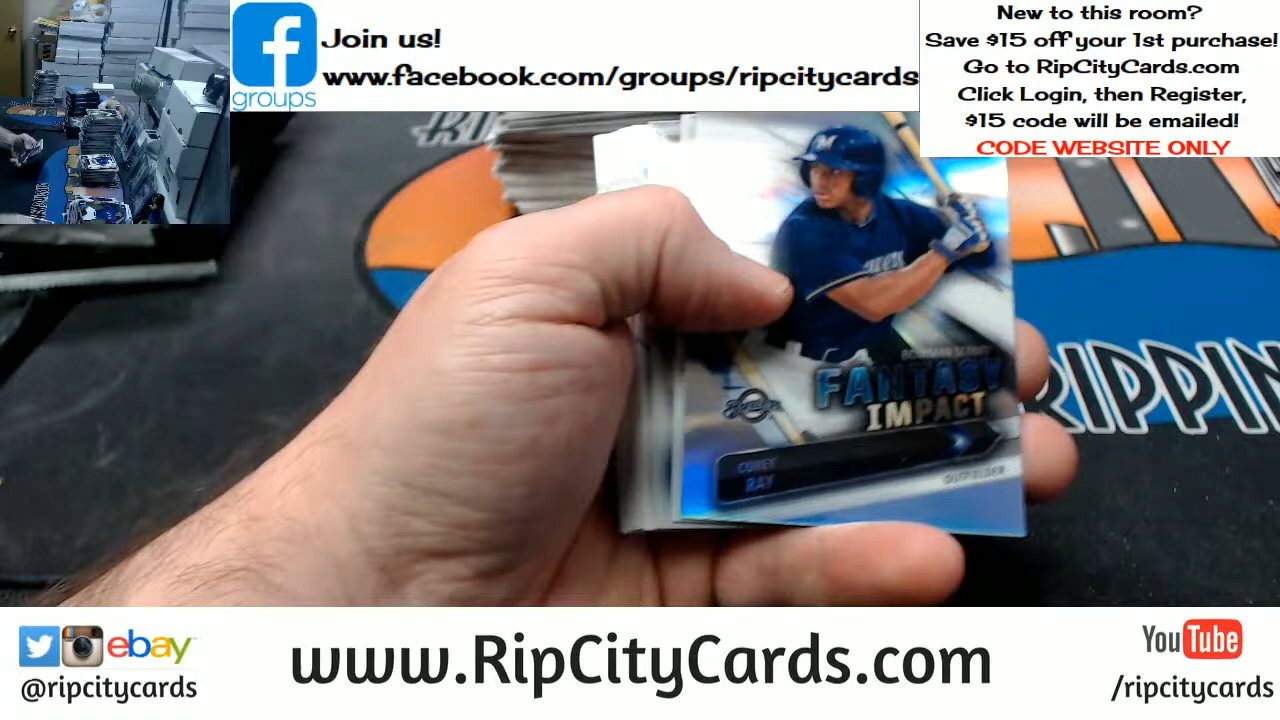 groups
Join us!
www.facebook.com/groups/ripcitycards
New to this room?
Save $15 off your 1st purchase!
Go to RipCityCards.com
Click Login, then Register,
$15 code will be emailed!
CODE WEBSITE ONLY
M
FANTASY
IMPACT
COREY
RAY
OUTFIELDER
RIPPIN
ebay
@ripcitycards
www.RipCityCards.com
YouTube
/ripcitycards